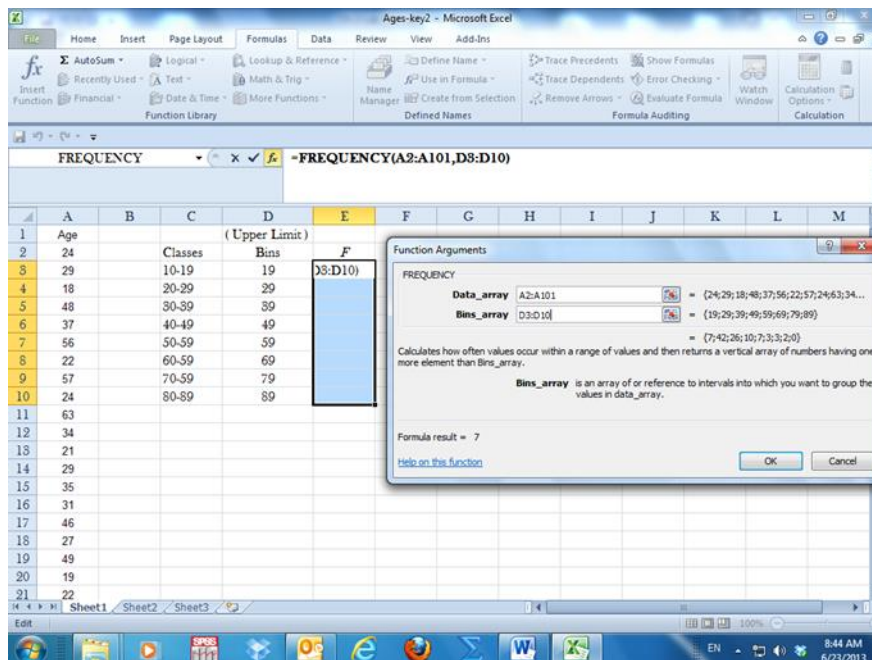 Ages-key2 - Microsoft Excel
File Home Insert Page Layout Formulas Data Review View Add-Ins
fx Σ AutoSum Logical Lookup & Reference Define Name Trace Precedents Show Formulas
Recently Used Text Math & Trig Use in Formula Trace Dependents Error Checking
Insert Function Financial Date & Time More Functions Name Manager Create from Selection Remove Arrows Evaluate Formula Watch Window Calculation Options
Function Library Defined Names Formula Auditing Calculation
FREQUENCY fx =FREQUENCY(A2:A101,D3:D10)
A B C D E F G H I J K L M
1 Age (Upper Limit)
2 24 Classes Bins F
3 29 10-19 19 D3:D10)
4 18 20-29 29
5 48 30-39 39
6 37 40-49 49
7 56 50-59 59
8 22 60-59 69
9 57 70-59 79
10 24 80-89 89
11 63
12 34
13 21
14 29
15 35
16 31
17 46
18 27
19 49
20 19
21 22
Function Arguments ?
FREQUENCY
Data_array A2:A101 = {24;29;18;48;37;56;22;57;24;63;34...
Bins_array D3:D10 = {19;29;39;49;59;69;79;89}
= {7;42;26;10;7;3;3;2;0}
Calculates how often values occur within a range of values and then returns a vertical array of numbers having one
more element than Bins_array.
Bins_array is an array of or reference to intervals into which you want to group the
values in data_array.
Formula result = 7
Help on this function OK Cancel
Sheet1 Sheet2 Sheet3
Edit 100%
SPSS EN 8:44 AM
6/23/2013